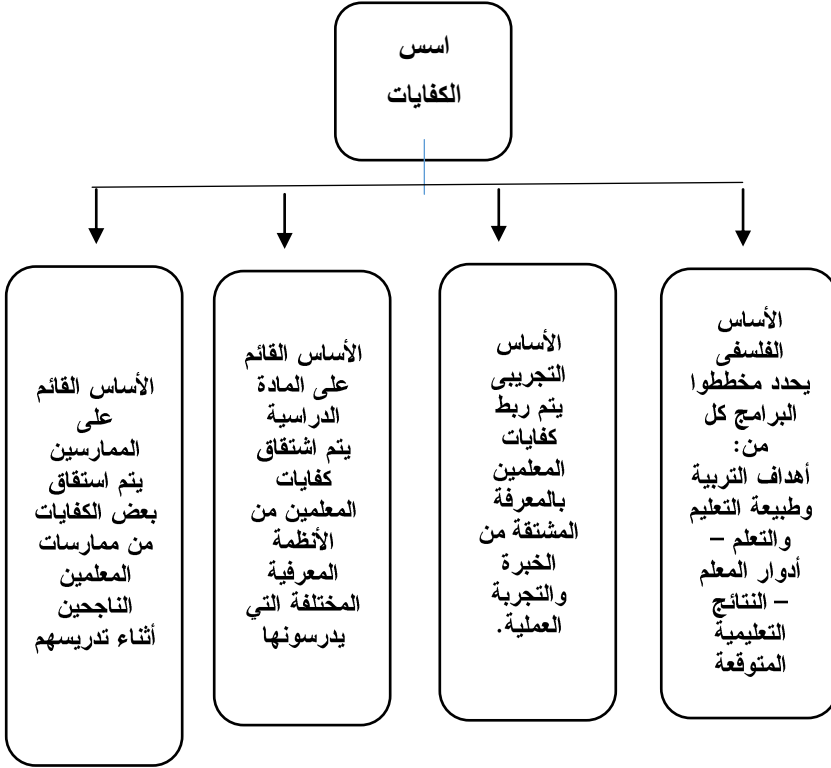 اسس
الكفايات
الأساس
الفلسفى
يحدد مخططوا
البرامج كل
من:
أهداف التربية
وطبيعة التعليم
والتعلم –
أدوار المعلم
– النتائج
التعليمية
المتوقعة
الأساس
التجريبى
يتم ربط
كفايات
المعلمين
بالمعرفة
المشتقة من
الخبرة
والتجربة
العملية.
الأساس القائم
على المادة
الدراسية
يتم اشتقاق
كفايات
المعلمين من
الأنظمة
المعرفية
المختلفة التي
يدرسونها
الأساس القائم
على
الممارسين
يتم استقاق
بعض الكفايات
من ممارسات
المعلمين
الناجحين
أثناء تدريسهم